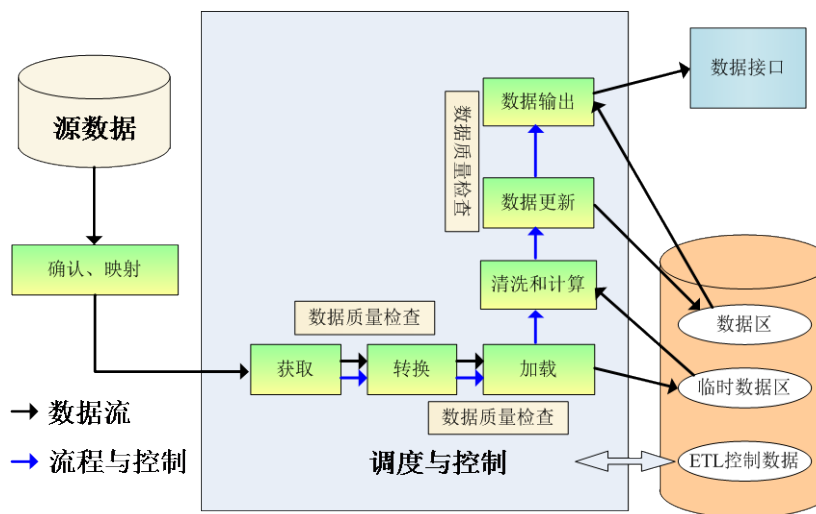 源数据
确认、映射
数据质量检查
获取
转换
加载
数据质量检查
清洗和计算
数据更新
数据质量检查
数据输出
数据接口
数据区
临时数据区
ETL控制数据
调度与控制
数据流
流程与控制